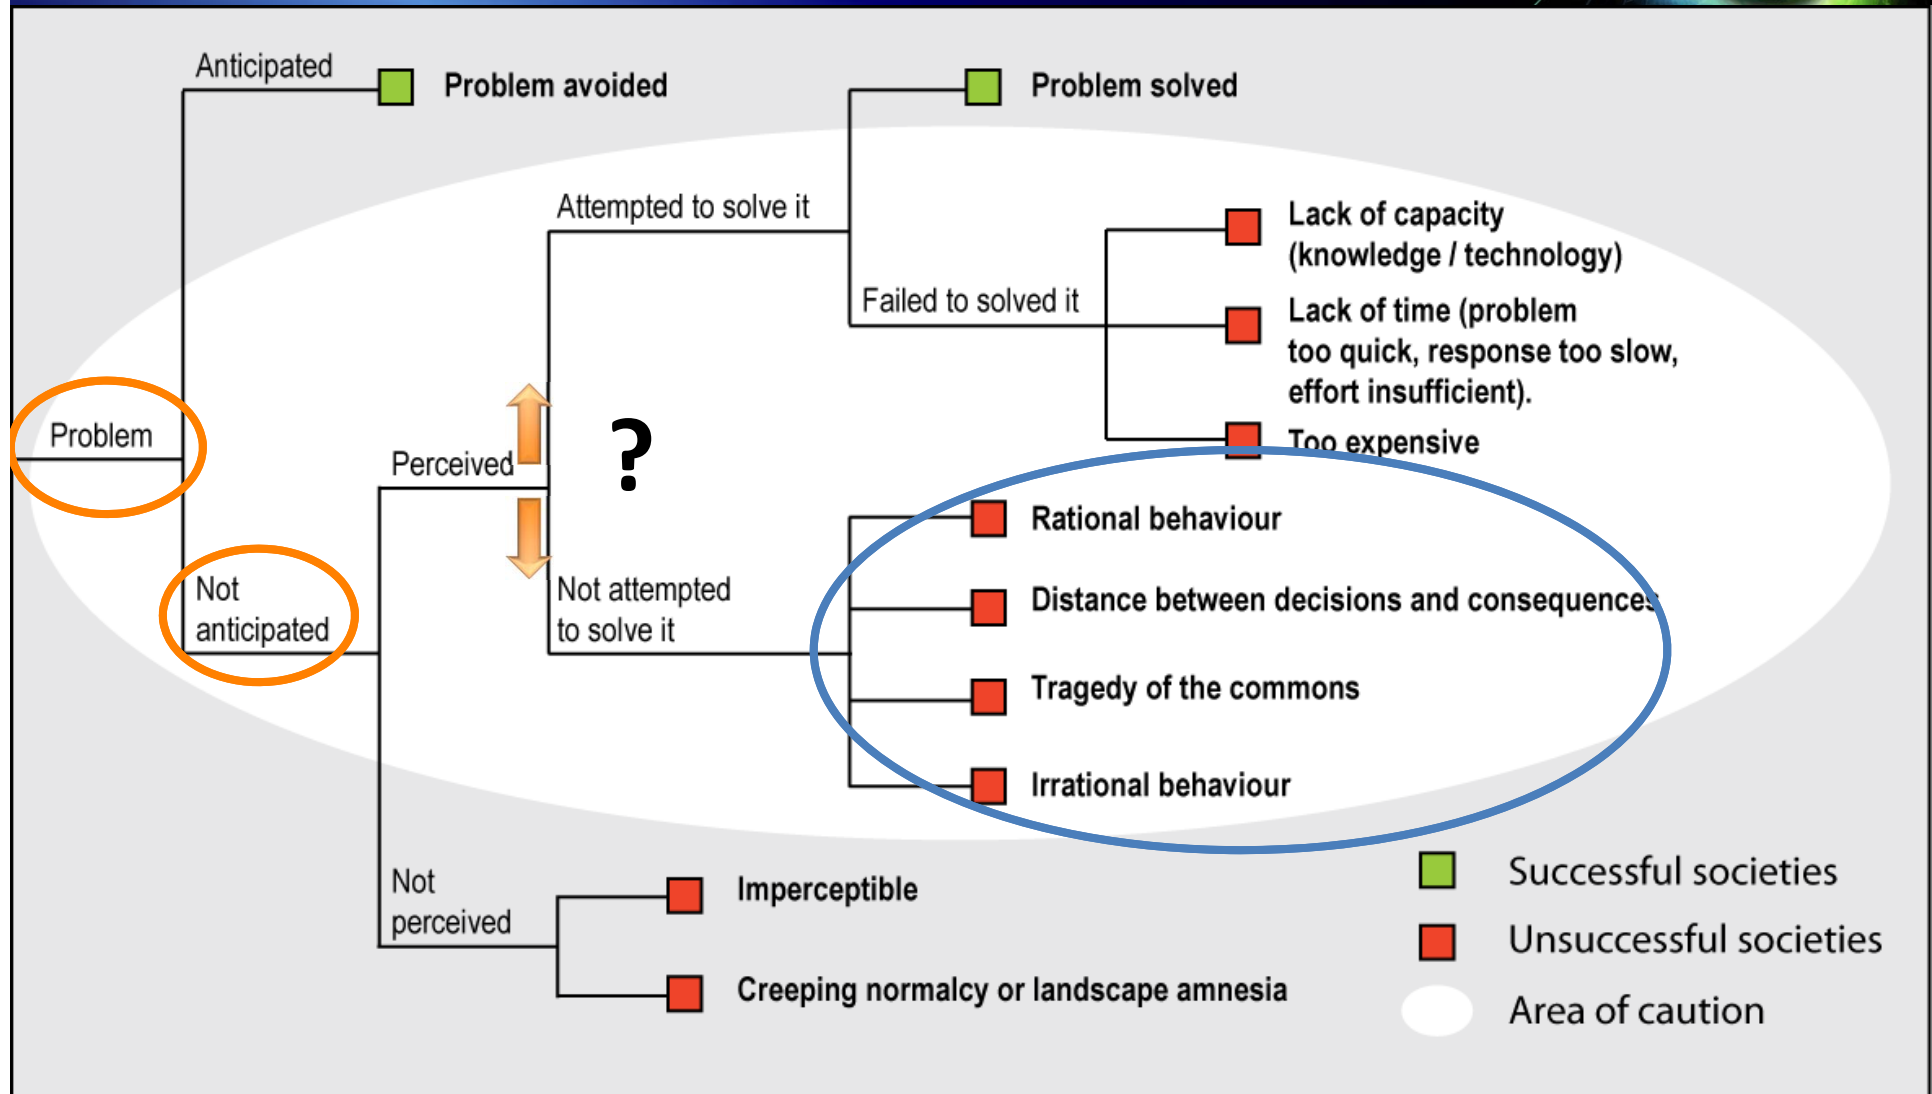 Anticipated
Problem avoided
Problem solved
Attempted to solve it
Lack of capacity
(knowledge / technology)
Failed to solved it
Lack of time (problem
too quick, response too slow,
effort insufficient).
Too expensive
Problem
Perceived
?
Rational behaviour
Not
anticipated
Not attempted
to solve it
Distance between decisions and consequences
Tragedy of the commons
Irrational behaviour
Not
perceived
Imperceptible
Creeping normalcy or landscape amnesia
Successful societies
Unsuccessful societies
Area of caution